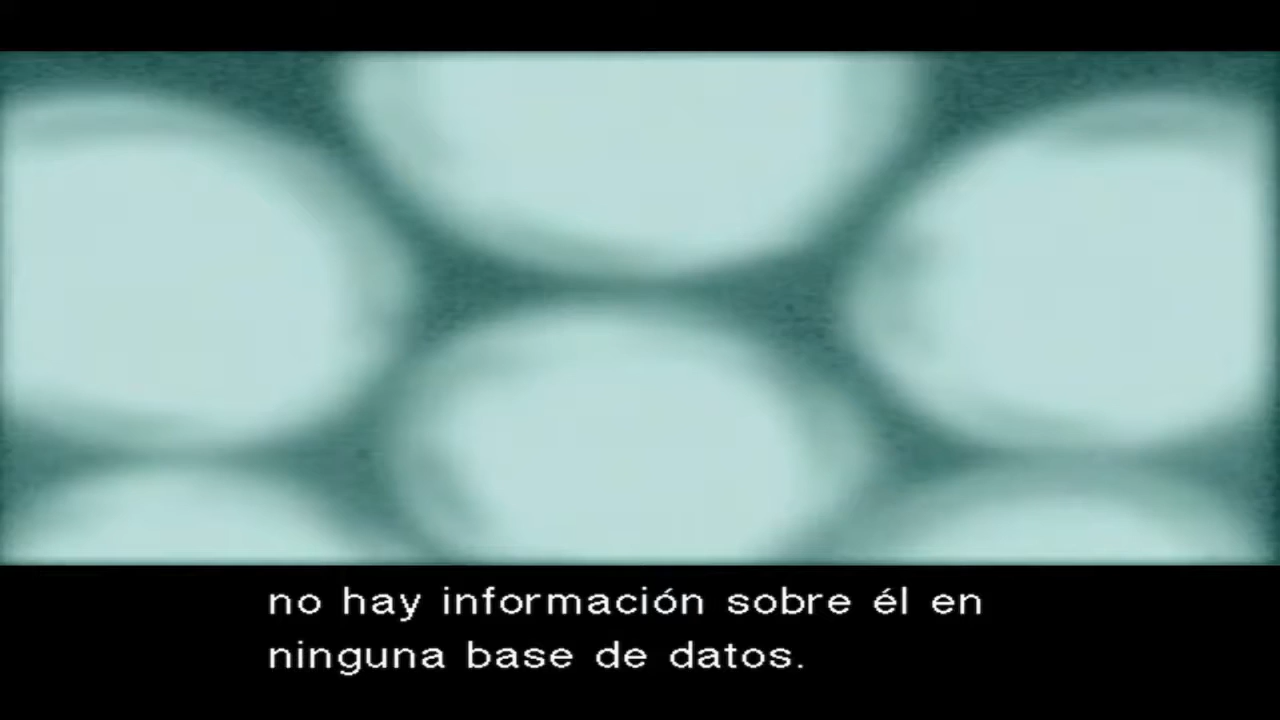 no hay información sobre él en
ninguna base de datos.